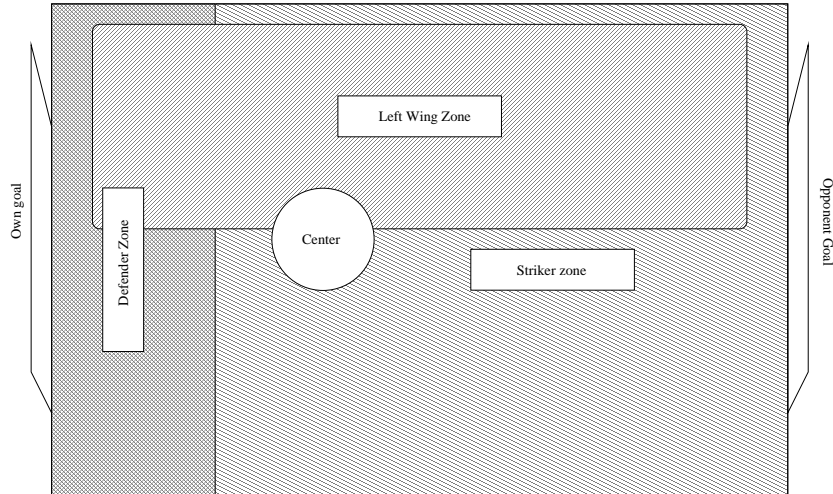 Left Wing Zone
Own goal
Opponent Goal
Defender Zone
Center
Striker zone